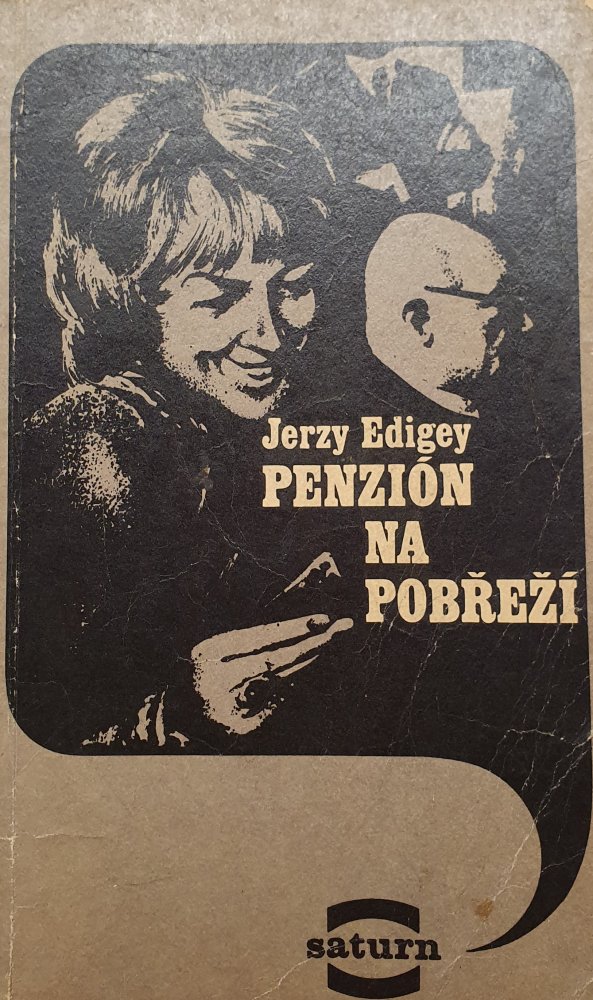 Jerzy Edigey
PENZIÓN
NA
POBŘEŽÍ
saturn